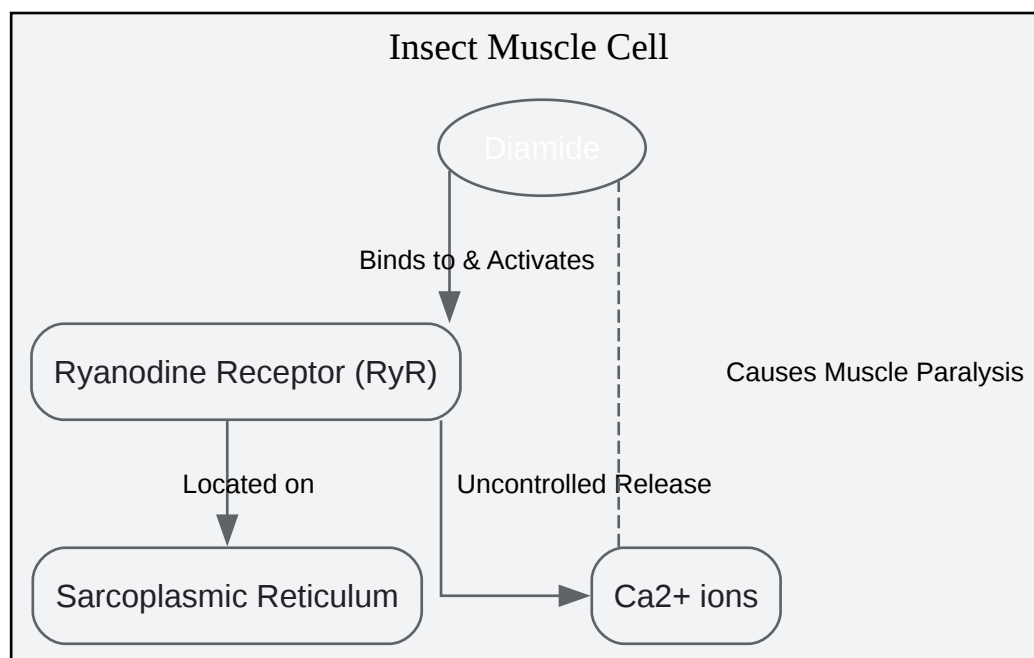 Insect Muscle Cell
Diamide
Binds to & Activates
Ryanodine Receptor (RyR)
Causes Muscle Paralysis
Located on
Uncontrolled Release
Sarcoplasmic Reticulum
Ca2+ ions